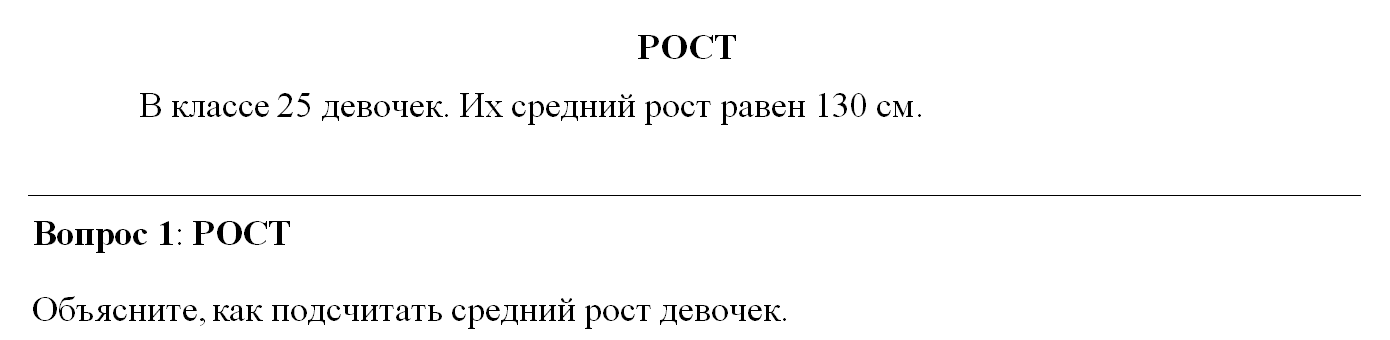 РОСТ
В классе 25 девочек. Их средний рост равен 130 см.
Вопрос 1: РОСТ
Объясните, как подсчитать средний рост девочек.